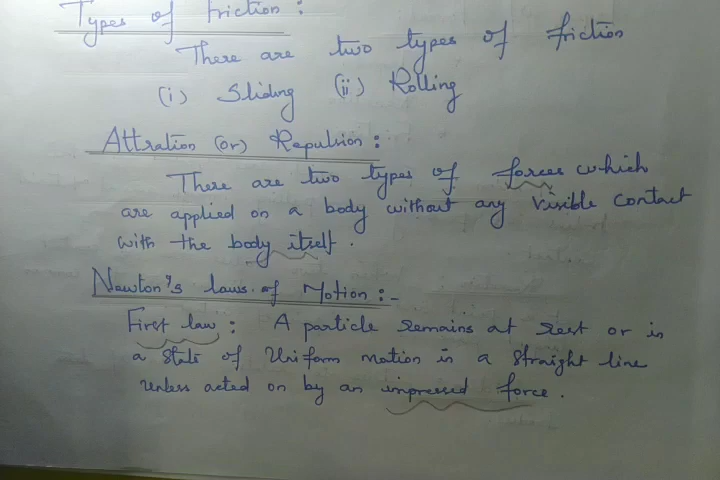 Types of friction :
There are two types of friction
(i) Sliding (ii) Rolling
Attration (or) Repulsion :
There are two types of forces which
are applied on a body without any visible contact
with the body itself.
Newton's laws of Motion :-
First law : A particle remains at rest or in
a state of Uniform motion in a straight line
Unless acted on by an impressed force.